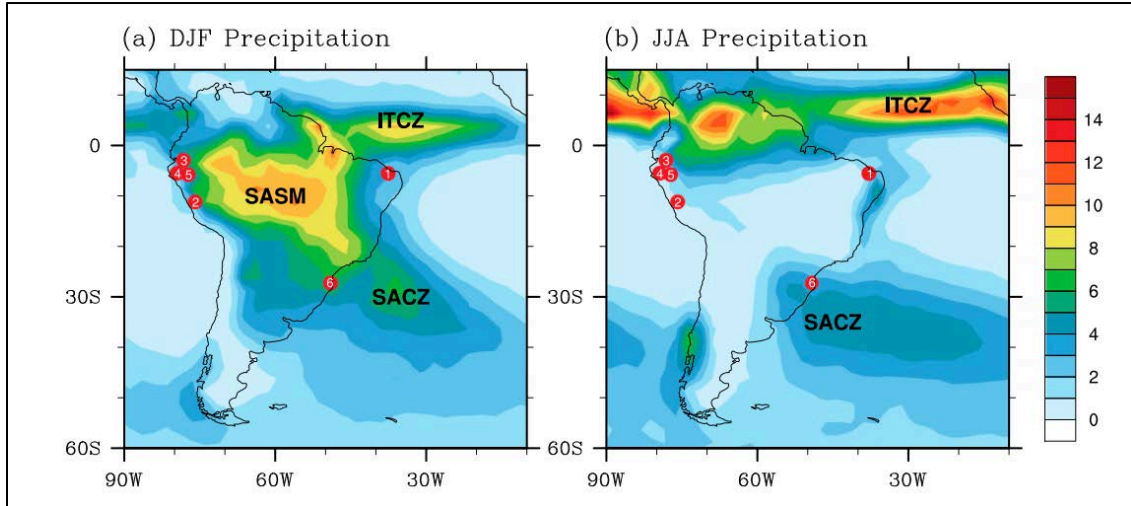 (a) DJF Precipitation
(b) JJA Precipitation
ITCZ
ITCZ
SASM
SACZ
SACZ
0
30S
60S
90W
60W
30W
0
30S
60S
90W
60W
30W
3
4
5
2
1
6
3
4
5
2
1
6
14
12
10
8
6
4
2
0